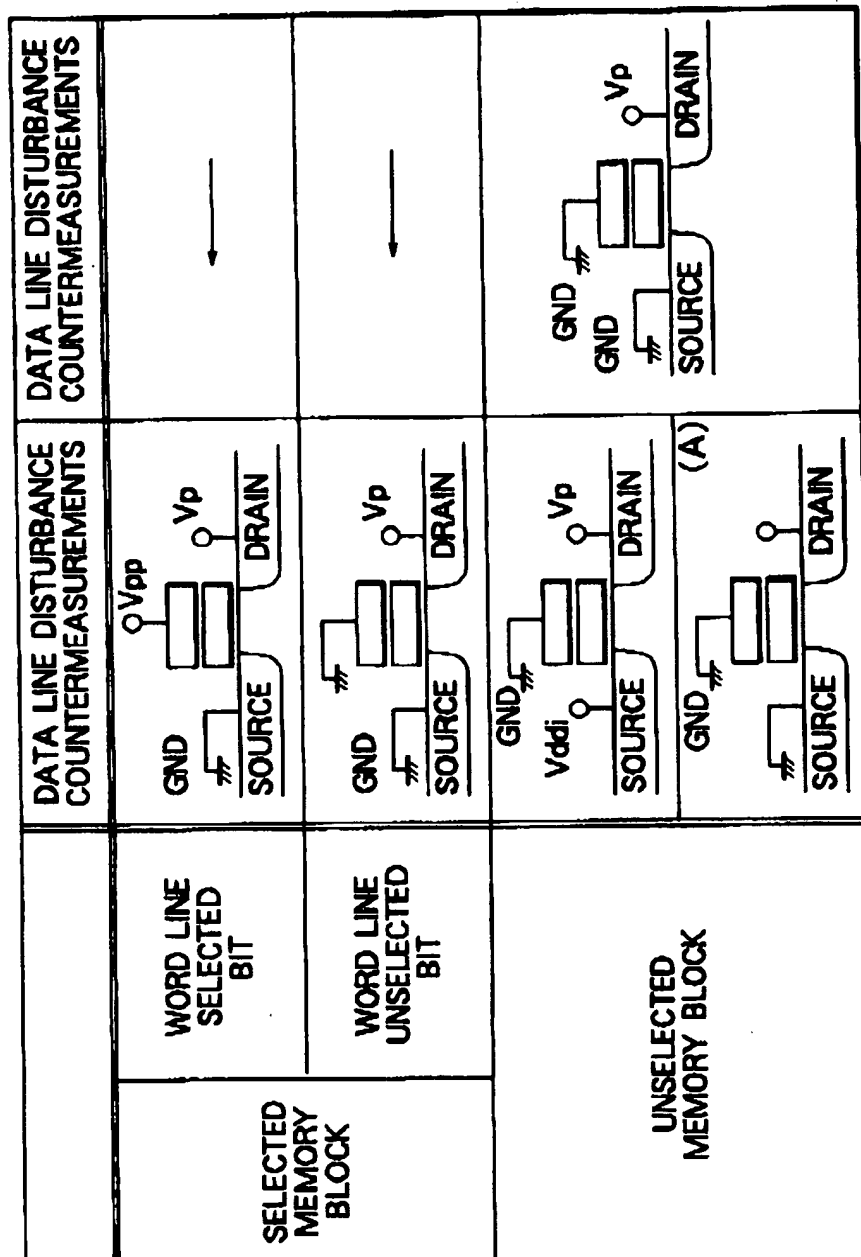 DATA LINE DISTURBANCE
COUNTERMEASUREMENTS
DATA LINE DISTURBANCE
COUNTERMEASUREMENTS
SELECTED
MEMORY
BLOCK
WORD LINE
SELECTED
BIT
Vpp
GND
Vp
SOURCE
DRAIN
WORD LINE
UNSELECTED
BIT
GND
Vp
SOURCE
DRAIN
UNSELECTED
MEMORY BLOCK
GND
Vddi
Vp
SOURCE
DRAIN
(A)
GND
SOURCE
DRAIN
GND
GND
Vp
SOURCE
DRAIN